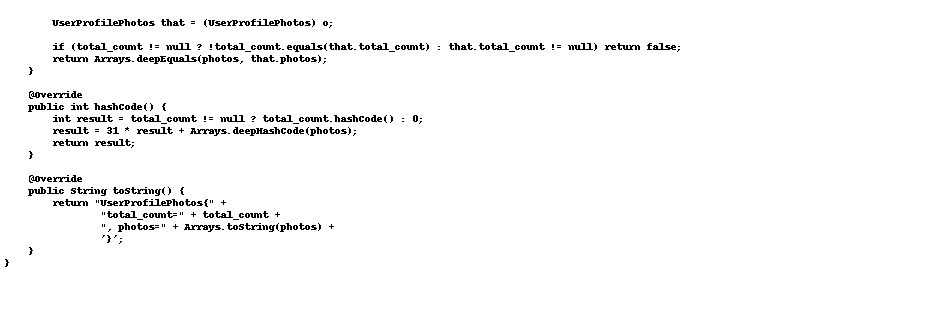 UserProfilePhotos that = (UserProfilePhotos) o;

        if (total_count != null ? !total_count.equals(that.total_count) : that.total_count != null) return false;
        return Arrays.deepEquals(photos, that.photos);
    }

    @Override
    public int hashCode() {
        int result = total_count != null ? total_count.hashCode() : 0;
        result = 31 * result + Arrays.deepHashCode(photos);
        return result;
    }

    @Override
    public String toString() {
        return "UserProfilePhotos{" +
                "total_count=" + total_count +
                ", photos=" + Arrays.toString(photos) +
                '}';
    }
}